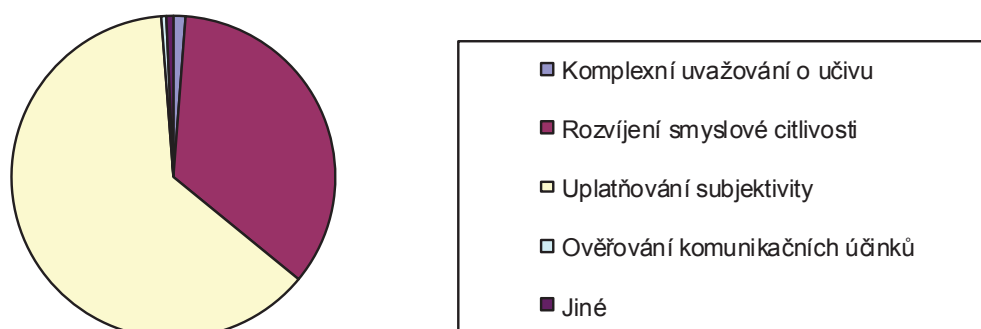 Komplexní uvažování o učivu
Rozvíjení smyslové citlivosti
Uplatňování subjektivity
Ověřování komunikačních účinků
Jiné